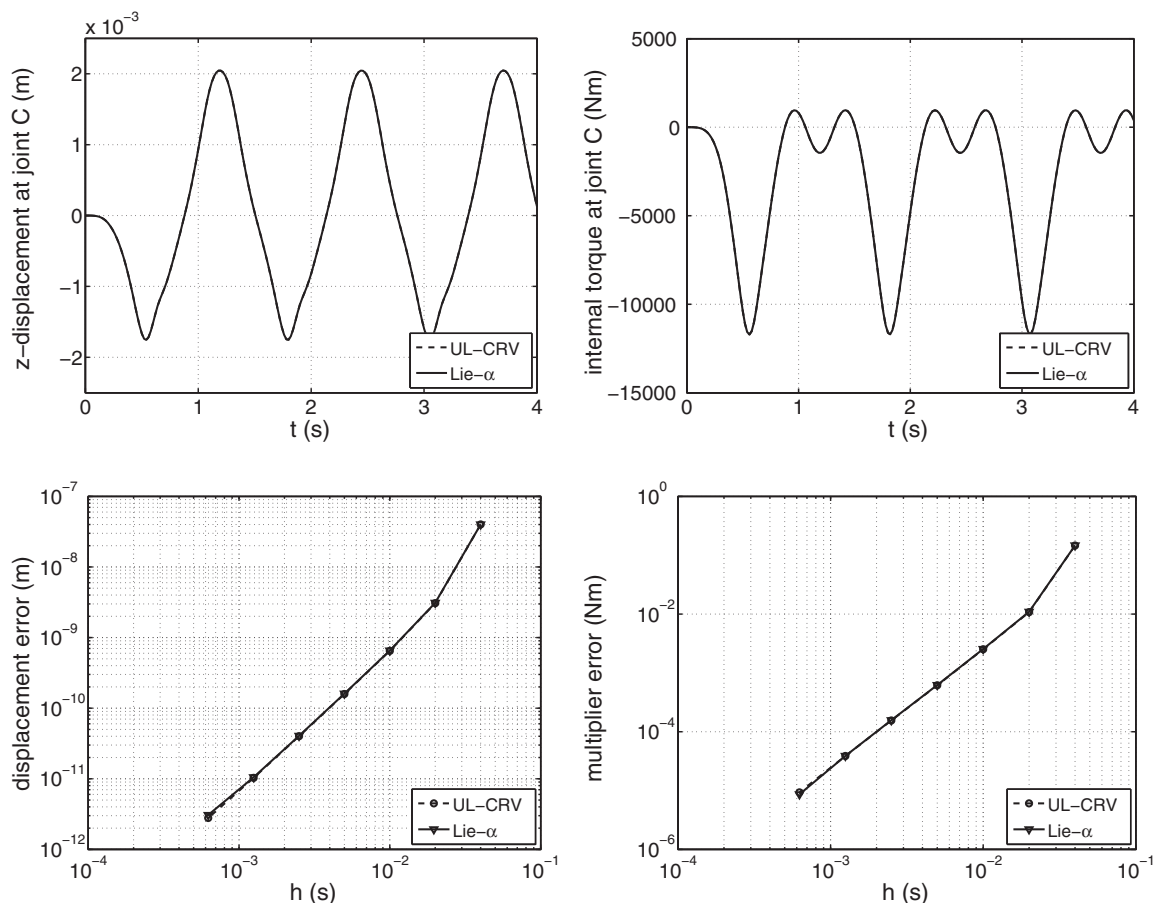 x 10−3
z−displacement at joint C (m)
2
1
0
−1
−2
0 1 2 3 4
t (s)
UL−CRV
Lie−α
internal torque at joint C (Nm)
5000
0
−5000
−10000
−15000
0 1 2 3 4
t (s)
UL−CRV
Lie−α
displacement error (m)
10−7
10−8
10−9
10−10
10−11
10−12
10−4 10−3 10−2 10−1
h (s)
UL−CRV
Lie−α
multiplier error (Nm)
100
10−2
10−4
10−6
10−4 10−3 10−2 10−1
h (s)
UL−CRV
Lie−α